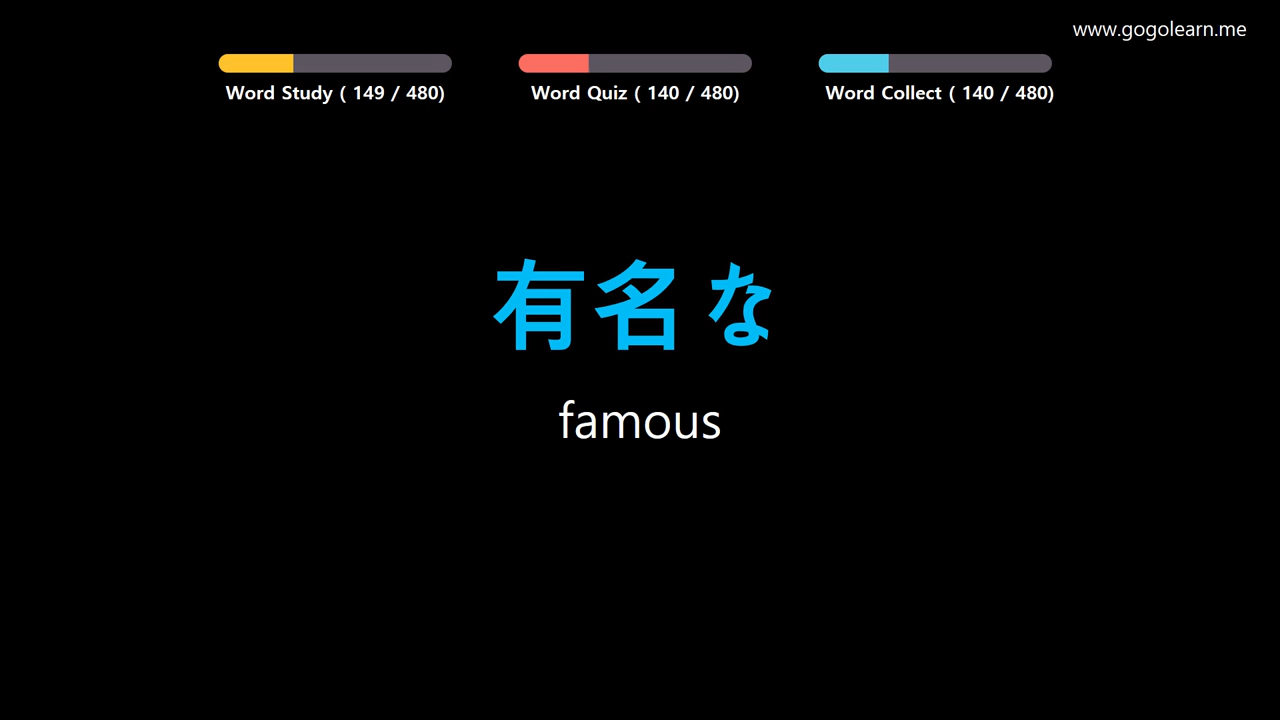 www.gogolearn.me
Word Study ( 149 / 480)
Word Quiz ( 140 / 480)
Word Collect ( 140 / 480)
有名な
famous